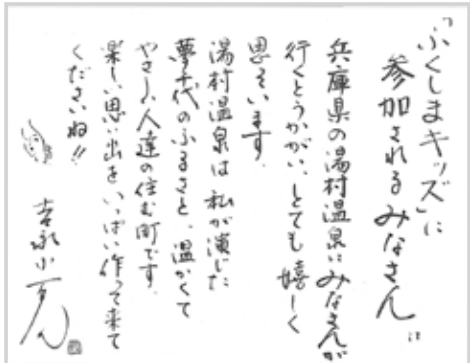 「ふくしまキッズ」に
参加されるみなさんに
兵庫県の湯村温泉にみなさんが
行くとうかがい、とても嬉しく
思っています。
湯村温泉は 私が演じた
夢千代のふるさと、温かくて
やさしい人達の住む町です。
楽しい思い出をいっぱい作って来て
くださいね!!
吉永小百合